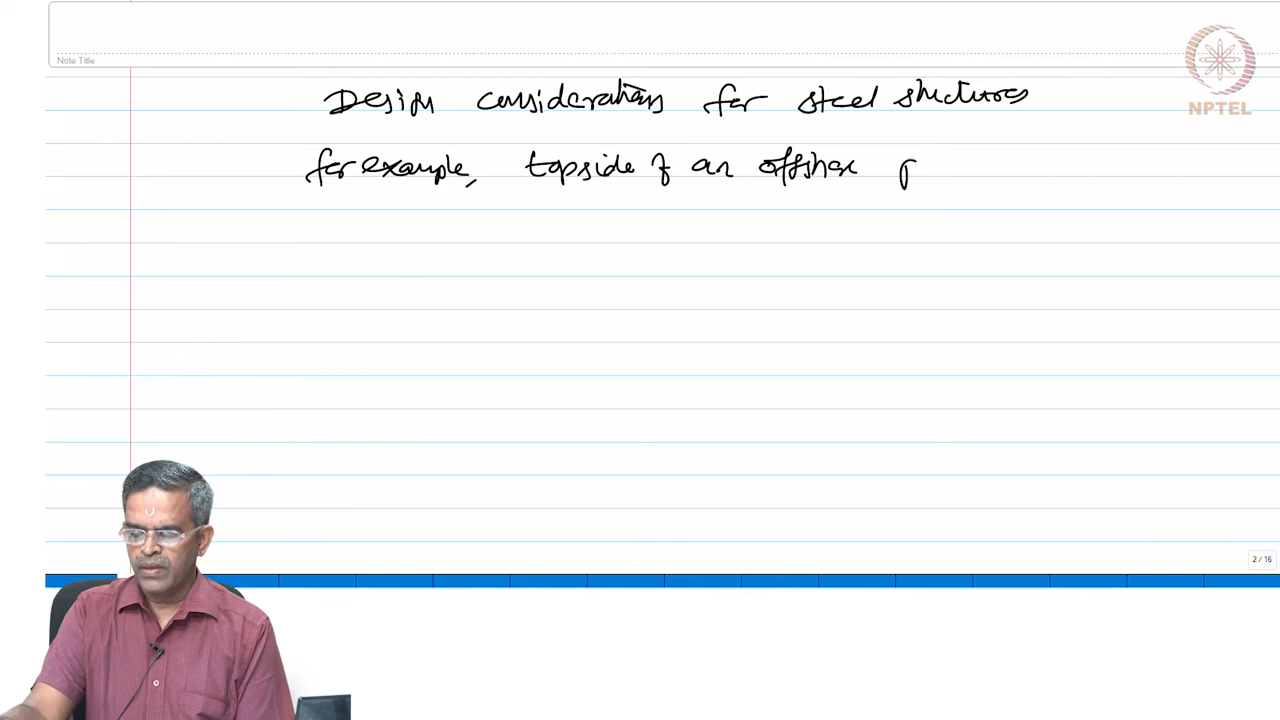 Note Title
NPTEL
Design considerations for steel structures
for example, topside of an offshore p
2 / 16